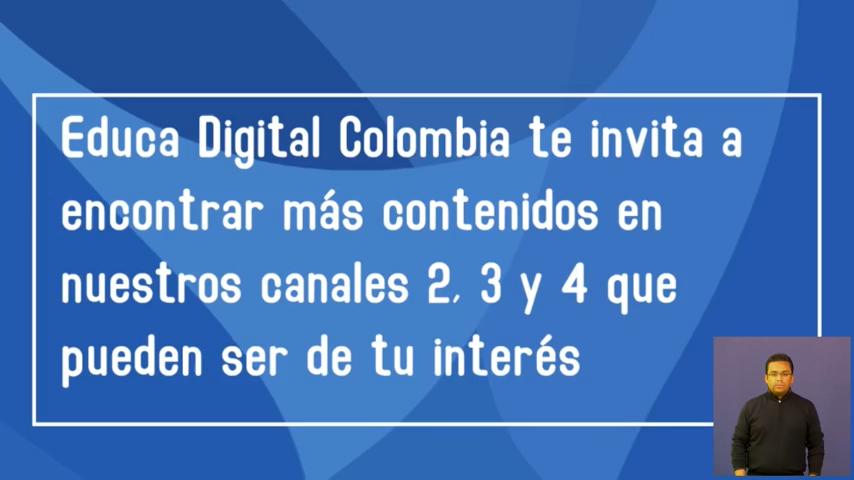 Educa Digital Colombia te invita a
encontrar más contenidos en
nuestros canales 2, 3 y 4 que
pueden ser de tu interés